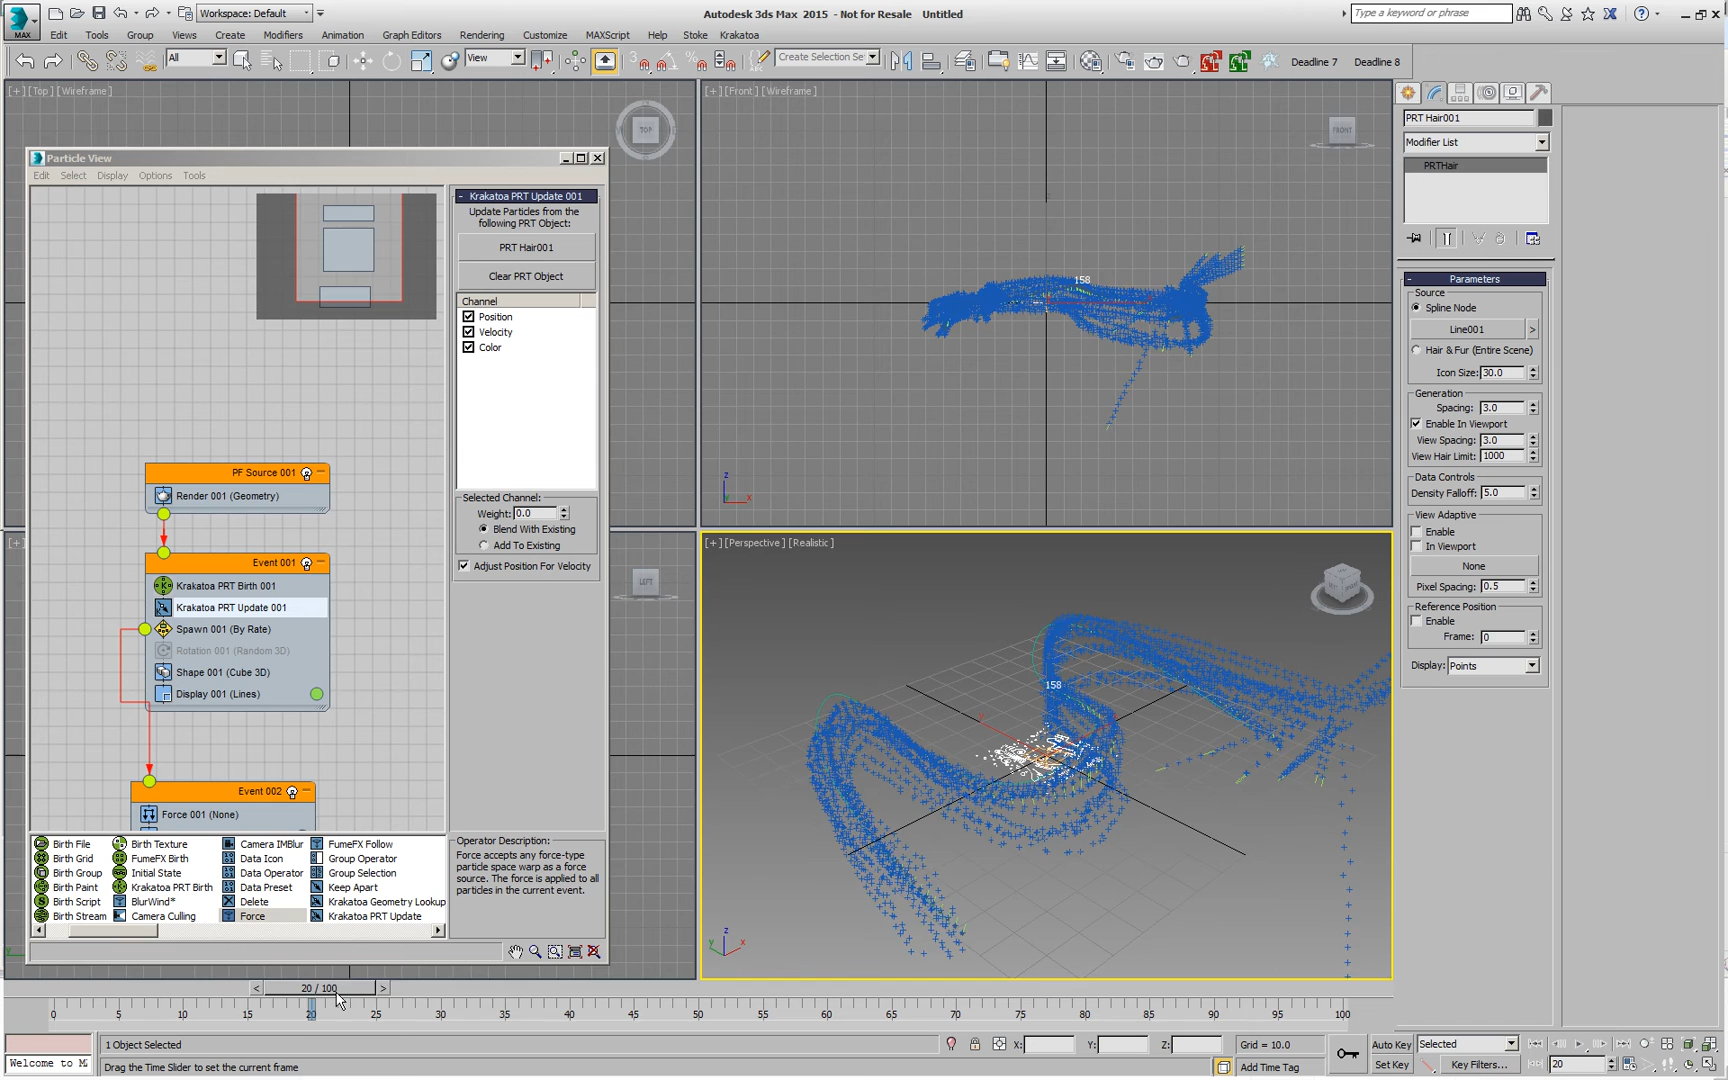 Workspace: Default
Autodesk 3ds Max 2015 - Not for Resale Untitled
Type a keyword or phrase
MAX
Edit Tools Group Views Create Modifiers Animation Graph Editors Rendering Customize MAXScript Help Stoke Krakatoa
All
View
Create Selection Se
Deadline 7 Deadline 8
[+] [Top] [Wireframe]
TOP
[+] [Front] [Wireframe]
FRONT
158
z
x
Particle View
Edit Select Display Options Tools
Krakatoa PRT Update 001
Update Particles from the
following PRT Object:
PRT Hair001
Clear PRT Object
Channel
Position
Velocity
Color
Selected Channel:
Weight: 0.0
Blend With Existing
Add To Existing
Adjust Position For Velocity
PF Source 001
Render 001 (Geometry)
Event 001
Krakatoa PRT Birth 001
Krakatoa PRT Update 001
Spawn 001 (By Rate)
Rotation 001 (Random 3D)
Shape 001 (Cube 3D)
Display 001 (Lines)
Event 002
Force 001 (None)
Birth File Birth Texture Camera IMBlur FumeFX Follow
Birth Grid FumeFX Birth Data Icon Group Operator
Birth Group Initial State Data Operator Group Selection
Birth Paint Krakatoa PRT Birth Data Preset Keep Apart
Birth Script BlurWind* Delete Krakatoa Geometry Lookup
Birth Stream Camera Culling Force Krakatoa PRT Update
Operator Description:
Force accepts any force-type
particle space warp as a force
source. The force is applied to all
particles in the current event.
[+]
LEFT
[+] [Perspective] [Realistic]
158
z
y x
PRT Hair001
Modifier List
PRTHair
Parameters
Source
Spline Node
Line001 >
Hair & Fur (Entire Scene)
Icon Size: 30.0
Generation
Spacing: 3.0
Enable In Viewport
View Spacing: 3.0
View Hair Limit: 1000
Data Controls
Density Falloff: 5.0
View Adaptive
Enable
In Viewport
None
Pixel Spacing: 0.5
Reference Position
Enable
Frame: 0
Display: Points
< 20 / 100 >
0 5 10 15 20 25 30 35 40 45 50 55 60 65 70 75 80 85 90 95 100
1 Object Selected
X: Y: Z:
Grid = 10.0
Auto Key Selected
Welcome to M
Drag the Time Slider to set the current frame
Add Time Tag
Set Key Key Filters... 20